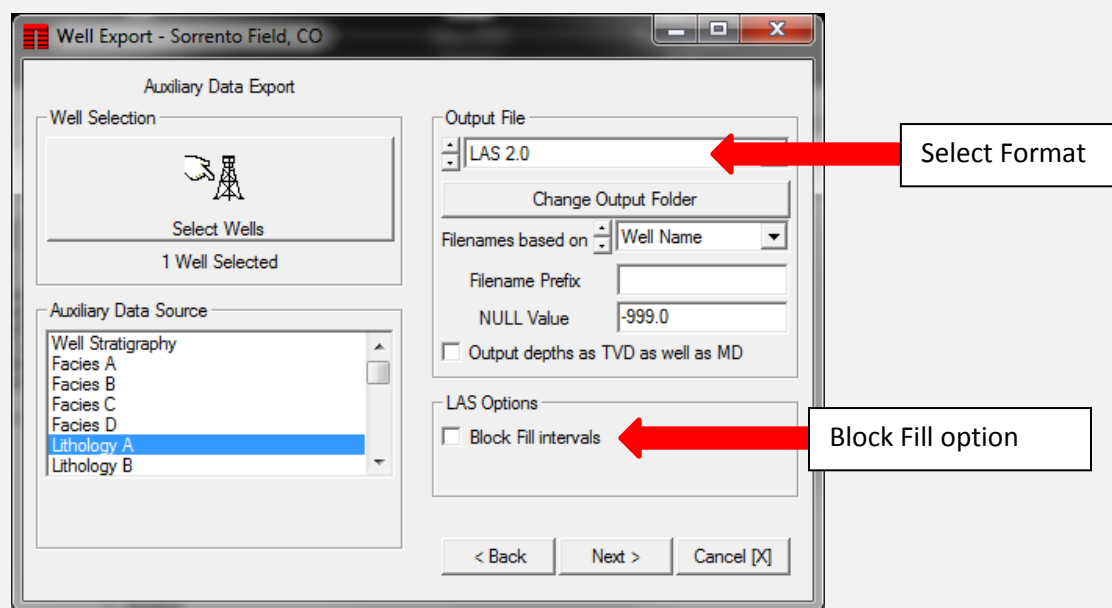 Well Export - Sorrento Field, CO
Auxiliary Data Export
Well Selection
Select Wells
1 Well Selected
Auxiliary Data Source
Well Stratigraphy
Facies A
Facies B
Facies C
Facies D
Lithology A
Lithology B
Output File
LAS 2.0
Change Output Folder
Filenames based on Well Name
Filename Prefix
NULL Value -999.0
Output depths as TVD as well as MD
LAS Options
Block Fill intervals
< Back Next > Cancel [X]
Select Format
Block Fill option